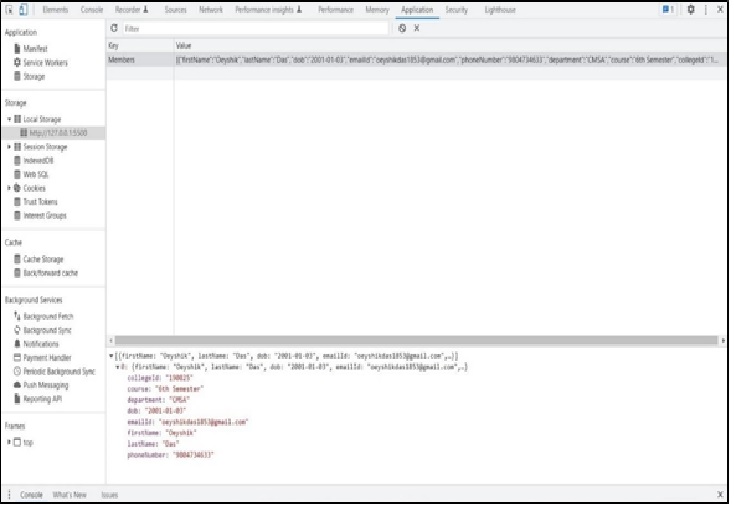 Elements Console Recorder Sources Network Performance insights Performance Memory Application Security Lighthouse 1
Application
Manifest
Service Workers
Storage
Storage
Local Storage
http://127.0.0.1:5500
Session Storage
IndexedDB
Web SQL
Cookies
Trust Tokens
Interest Groups
Cache
Cache Storage
Back/forward cache
Background Services
Background Fetch
Background Sync
Notifications
Payment Handler
Periodic Background Sync
Push Messaging
Reporting API
Frames
top
Filter
Key Value
Members [{"firstName":"Oeyshik","lastName":"Das","dob":"2001-01-03","emailId":"oeyshikdas1853@gmail.com","phoneNumber":"9804734633","department":"CMSA","course":"6th Semester","collegeId":"1...
[{firstName: "Oeyshik", lastName: "Das", dob: "2001-01-03", emailId: "oeyshikdas1853@gmail.com",…}]
0: {firstName: "Oeyshik", lastName: "Das", dob: "2001-01-03", emailId: "oeyshikdas1853@gmail.com",…}
collegeId:
course: "6th Semester"
department: "CMSA"
dob: "2001-01-03"
emailId: "oeyshikdas1853@gmail.com"
firstName: "Oeyshik"
lastName: "Das"
phoneNumber: "9804734633"
Console What's New Issues